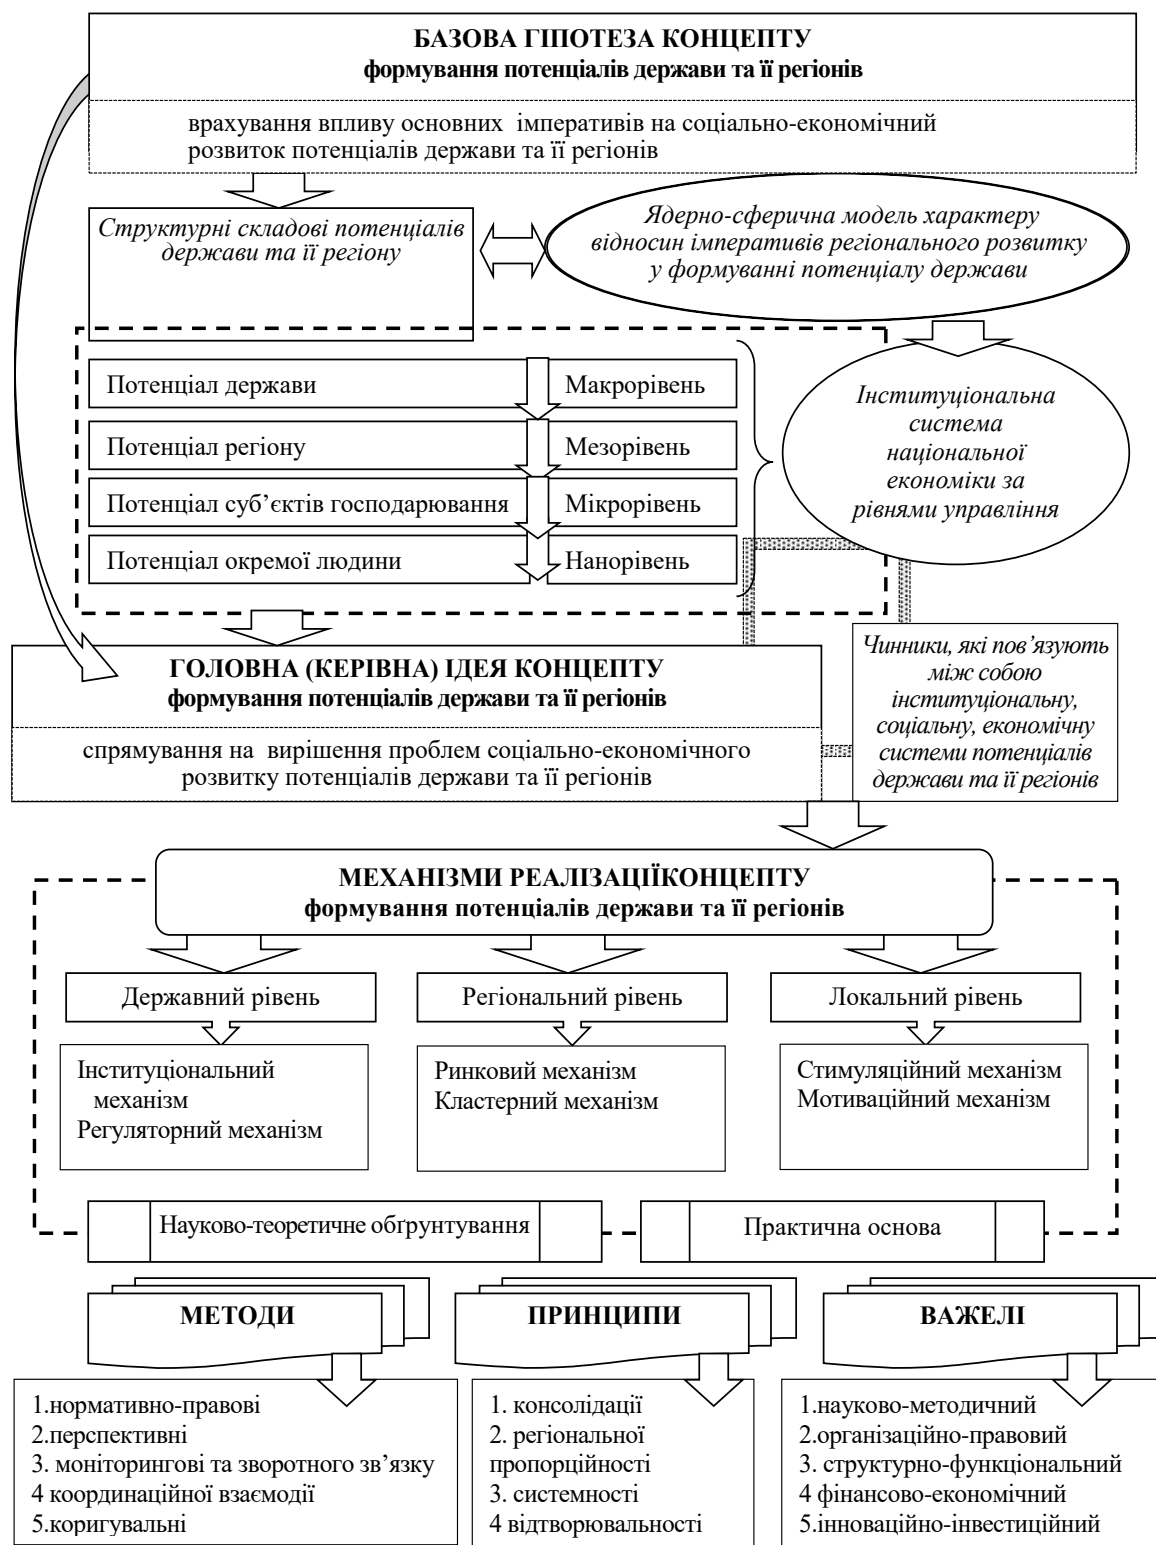 БАЗОВА ГІПОТЕЗА КОНЦЕПТУ
формування потенціалів держави та її регіонів
врахування впливу основних імперативів на соціально-економічний
розвиток потенціалів держави та її регіонів
Структурні складові потенціалів
держави та її регіону
Ядерно-сферична модель характеру
відносин імперативів регіонального розвитку
у формуванні потенціалу держави
Потенціал держави
Макрорівень
Потенціал регіону
Мезорівень
Потенціал суб’єктів господарювання
Мікрорівень
Потенціал окремої людини
Нанорівень
Інституціональна
система
національної
економіки за
рівнями управління
ГОЛОВНА (КЕРІВНА) ІДЕЯ КОНЦЕПТУ
формування потенціалів держави та її регіонів
спрямування на вирішення проблем соціально-економічного
розвитку потенціалів держави та її регіонів
Чинники, які пов’язують
між собою
інституціональну,
соціальну, економічну
системи потенціалів
держави та її регіонів
МЕХАНІЗМИ РЕАЛІЗАЦІЇКОНЦЕПТУ
формування потенціалів держави та її регіонів
Державний рівень
Регіональний рівень
Локальний рівень
Інституціональний
механізм
Регуляторний механізм
Ринковий механізм
Кластерний механізм
Стимуляційний механізм
Мотиваційний механізм
Науково-теоретичне обґрунтування
Практична основа
МЕТОДИ
ПРИНЦИПИ
ВАЖЕЛІ
1.нормативно-правові
2.перспективні
3. моніторингові та зворотного зв’язку
4 координаційної взаємодії
5.коригувальні
1. консолідації
2. регіональної
пропорційності
3. системності
4 відтворювальності
1.науково-методичний
2.організаційно-правовий
3. структурно-функціональний
4 фінансово-економічний
5.інноваційно-інвестиційний